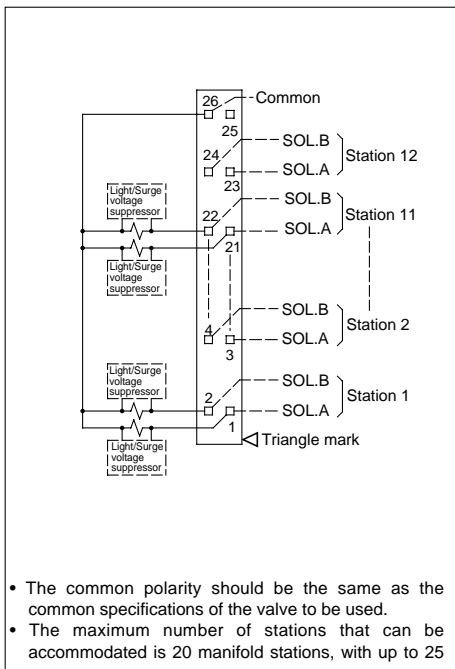 26
Common
25
24
SOL.B
Station 12
SOL.A
23
Light/Surge
voltage
suppressor
22
SOL.B
Station 11
SOL.A
21
Light/Surge
voltage
suppressor
SOL.B
Station 2
4
SOL.A
3
Light/Surge
voltage
suppressor
SOL.B
Station 1
2
SOL.A
1
Triangle mark
Light/Surge
voltage
suppressor
• The common polarity should be the same as the
common specifications of the valve to be used.
• The maximum number of stations that can be
accommodated is 20 manifold stations, with up to 25